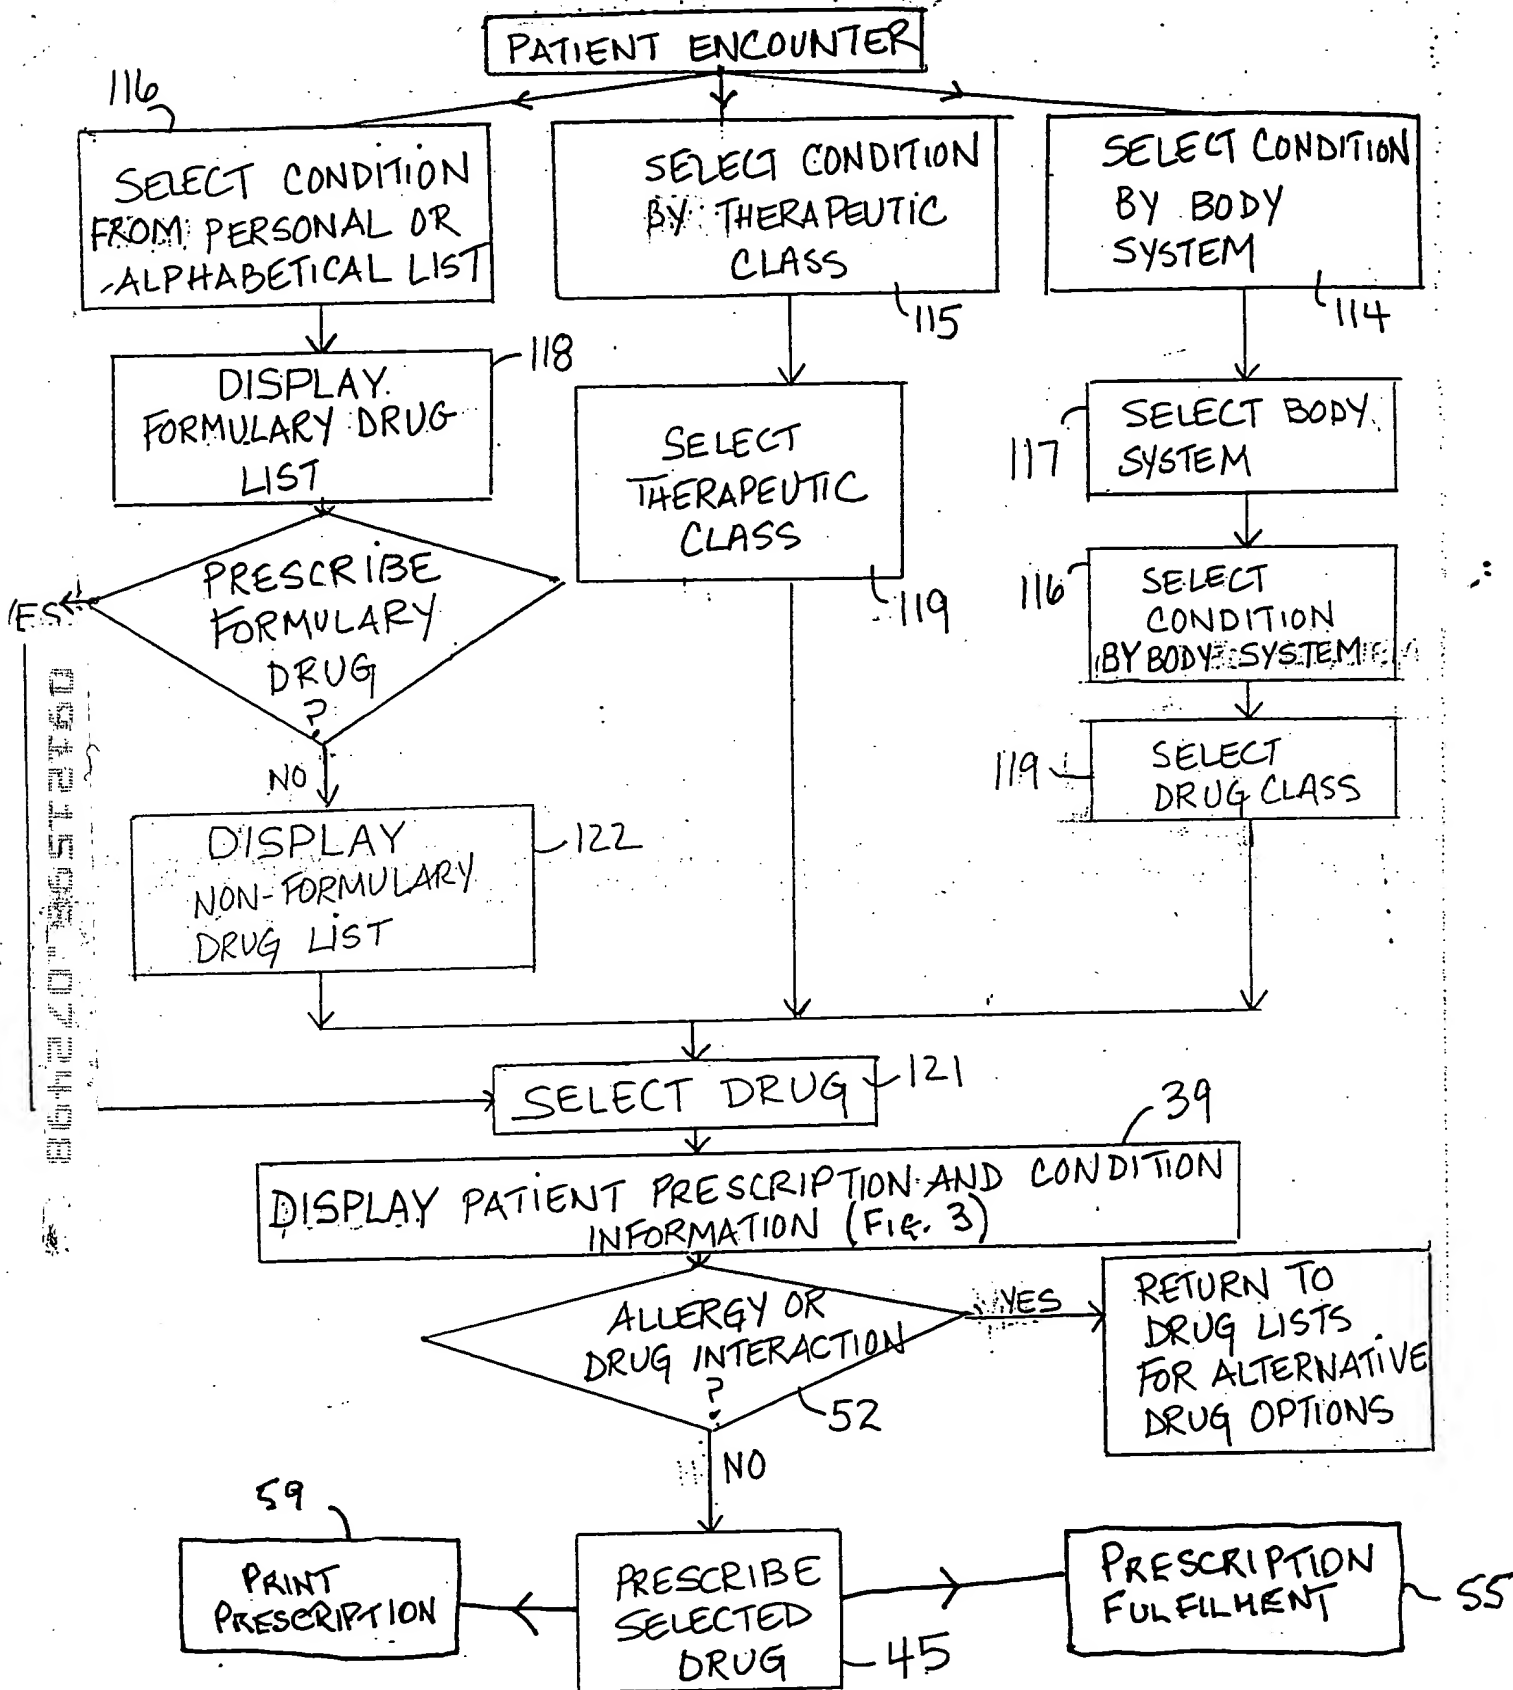 PATIENT ENCOUNTER
116
SELECT CONDITION
FROM PERSONAL OR
ALPHABETICAL LIST
SELECT CONDITION
BY THERAPEUTIC
CLASS
115
SELECT CONDITION
BY BODY
SYSTEM
114
118
DISPLAY
FORMULARY DRUG
LIST
SELECT
THERAPEUTIC
CLASS
119
117
SELECT BODY
SYSTEM
PRESCRIBE
FORMULARY
DRUG
?
YES
NO
116
SELECT
CONDITION
BY BODY SYSTEM
119
SELECT
DRUG CLASS
122
DISPLAY
NON-FORMULARY
DRUG LIST
SELECT DRUG
121
39
DISPLAY PATIENT PRESCRIPTION AND CONDITION
INFORMATION (FIG. 3)
ALLERGY OR
DRUG INTERACTION
?
52
YES
RETURN TO
DRUG LISTS
FOR ALTERNATIVE
DRUG OPTIONS
NO
59
PRINT
PRESCRIPTION
PRESCRIBE
SELECTED
DRUG
45
PRESCRIPTION
FULFILMENT
55